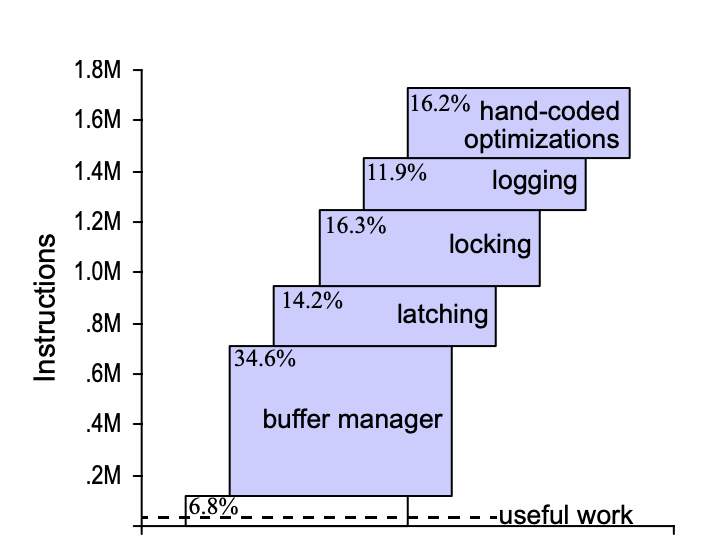 1.8M
16.2% hand-coded
optimizations
1.6M
1.4M
11.9% logging
1.2M
16.3% locking
1.0M
14.2% latching
.8M
.6M
34.6%
buffer manager
.4M
.2M
6.8%
useful work
Instructions